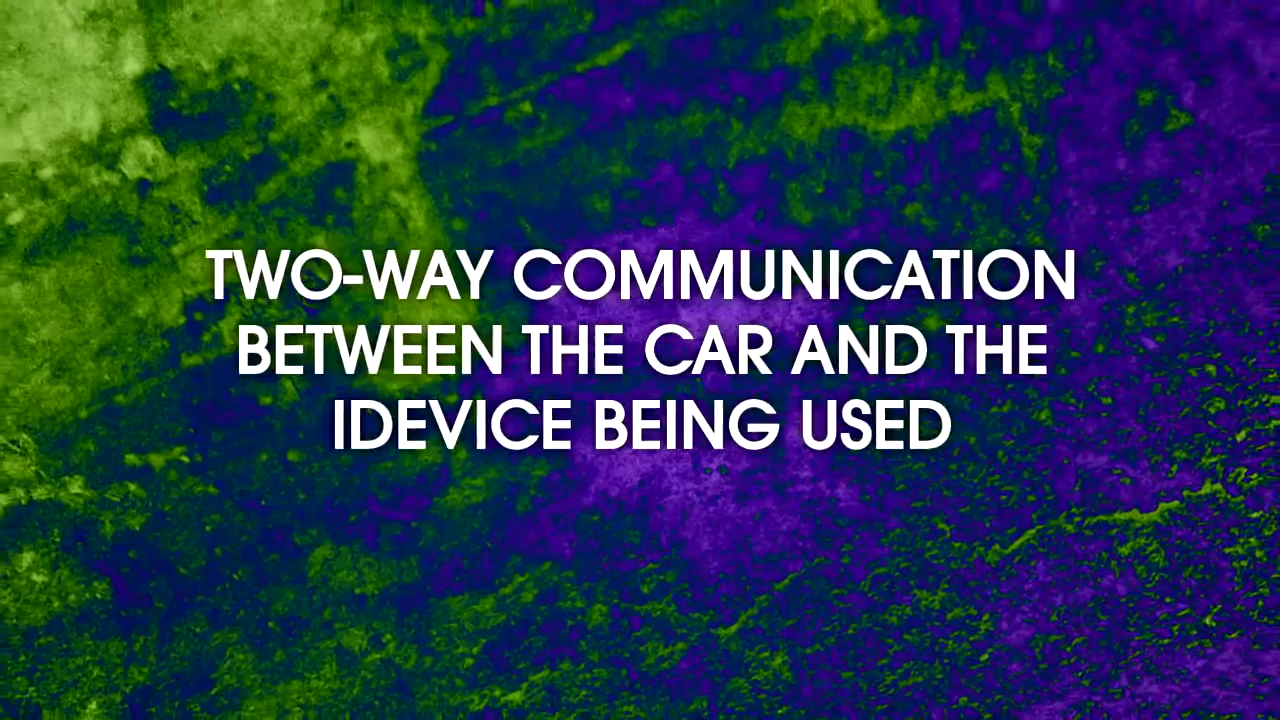 TWO-WAY COMMUNICATION
BETWEEN THE CAR AND THE
IDEVICE BEING USED